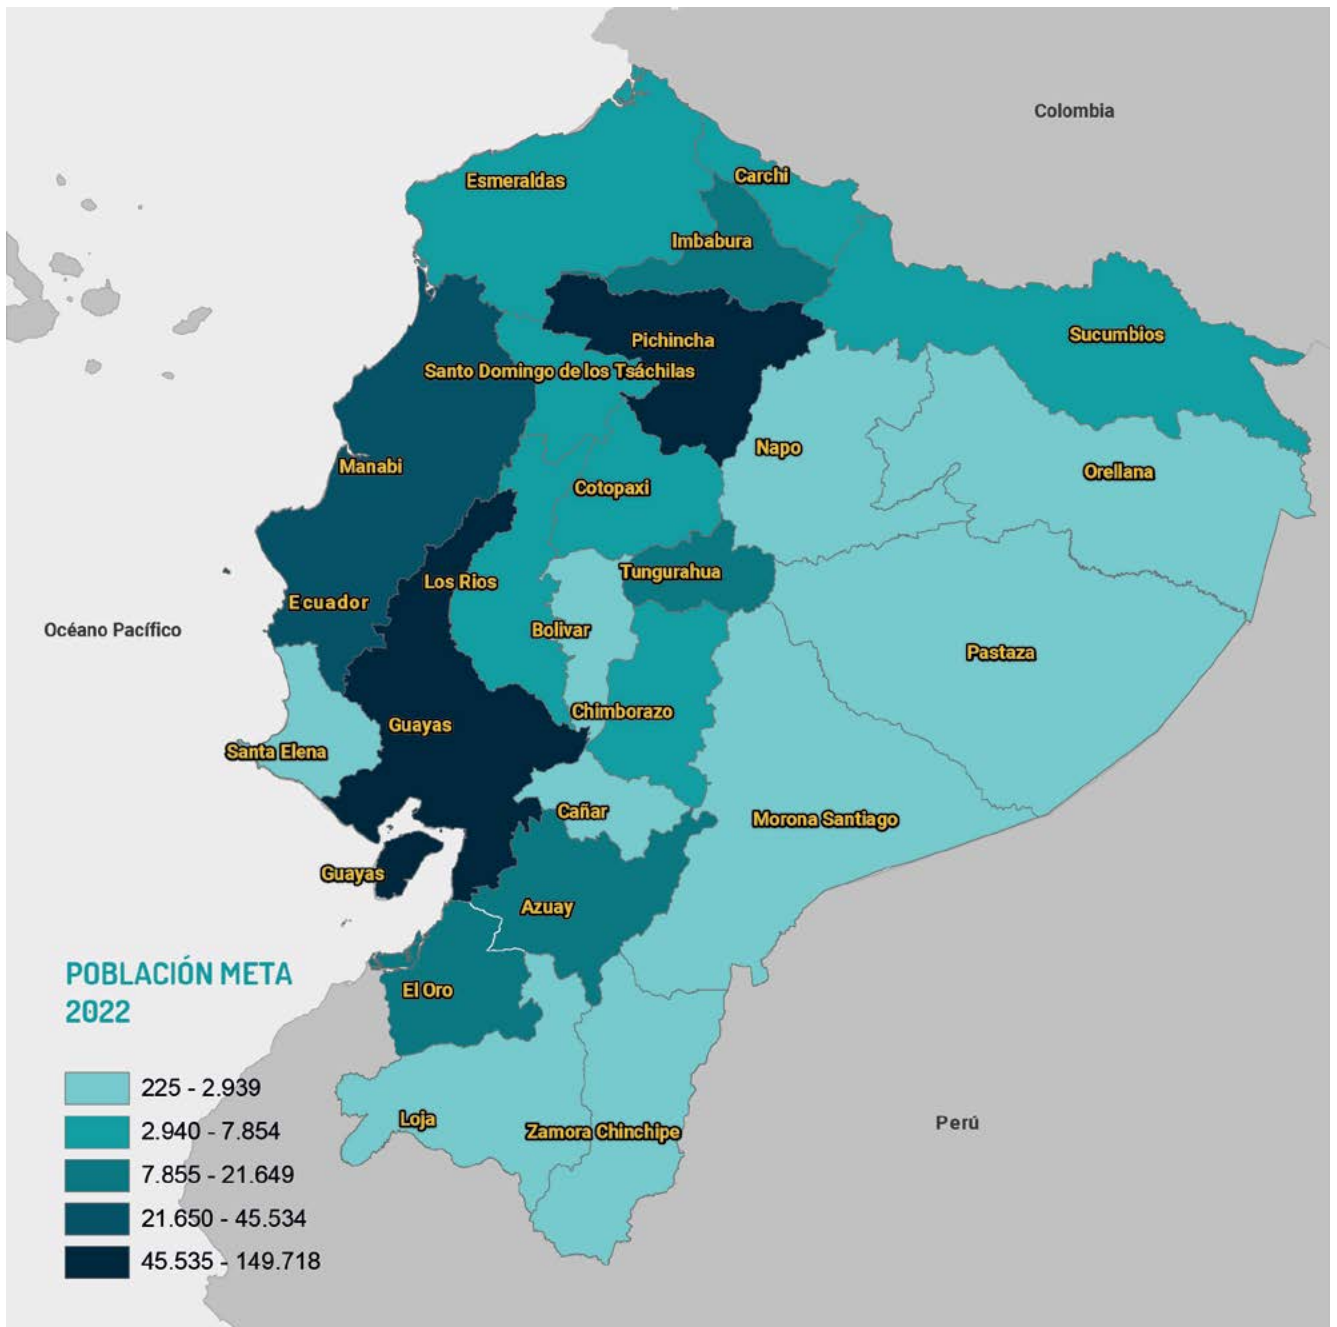 Colombia
Carchi
Esmeraldas
Imbabura
Sucumbios
Pichincha
Santo Domingo de los Tsáchilas
Napo
Manabi
Orellana
Cotopaxi
Tungurahua
Los Rios
Ecuador
Océano Pacífico
Bolivar
Pastaza
Chimborazo
Guayas
Santa Elena
Cañar
Morona Santiago
Guayas
Azuay
El Oro
Loja
Zamora Chinchipe
Perú
POBLACIÓN META
2022
225 - 2.939
2.940 - 7.854
7.855 - 21.649
21.650 - 45.534
45.535 - 149.718